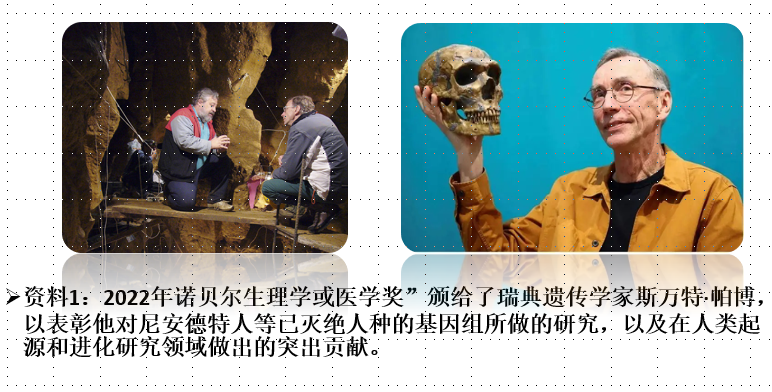 ➢资料1：2022年诺贝尔生理学或医学奖”颁给了瑞典遗传学家斯万特·帕博，
以表彰他对尼安德特人等已灭绝人种的基因组所做的研究，以及在人类起
源和进化研究领域做出的突出贡献。